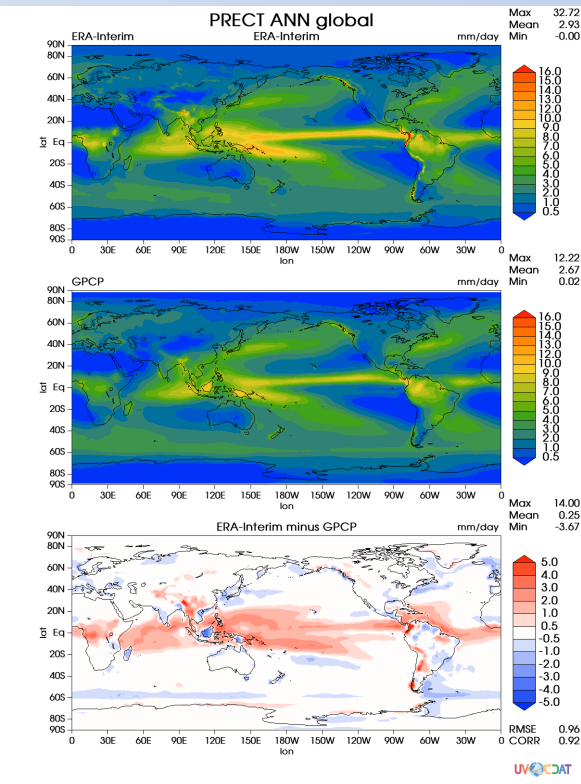 PRECT ANN global
Max 32.72
Mean 2.93
Min -0.00
ERA-Interim ERA-Interim mm/day
90N
80N
60N
40N
20N
Eq
20S
40S
60S
80S
90S
lat
0 30E 60E 90E 120E 150E 180W 150W 120W 90W 60W 30W 0
lon
16.0
15.0
14.0
13.0
12.0
11.0
10.0
9.0
8.0
7.0
6.0
5.0
4.0
3.0
2.0
1.0
0.5
Max 12.22
Mean 2.67
Min 0.02
GPCP mm/day
90N
80N
60N
40N
20N
Eq
20S
40S
60S
80S
90S
lat
0 30E 60E 90E 120E 150E 180W 150W 120W 90W 60W 30W 0
lon
16.0
15.0
14.0
13.0
12.0
11.0
10.0
9.0
8.0
7.0
6.0
5.0
4.0
3.0
2.0
1.0
0.5
Max 14.00
Mean 0.25
Min -3.67
ERA-Interim minus GPCP mm/day
90N
80N
60N
40N
20N
Eq
20S
40S
60S
80S
90S
lat
0 30E 60E 90E 120E 150E 180W 150W 120W 90W 60W 30W 0
lon
5.0
4.0
3.0
2.0
1.0
0.5
-0.5
-1.0
-2.0
-3.0
-4.0
-5.0
RMSE 0.96
CORR 0.92
UV CDAT